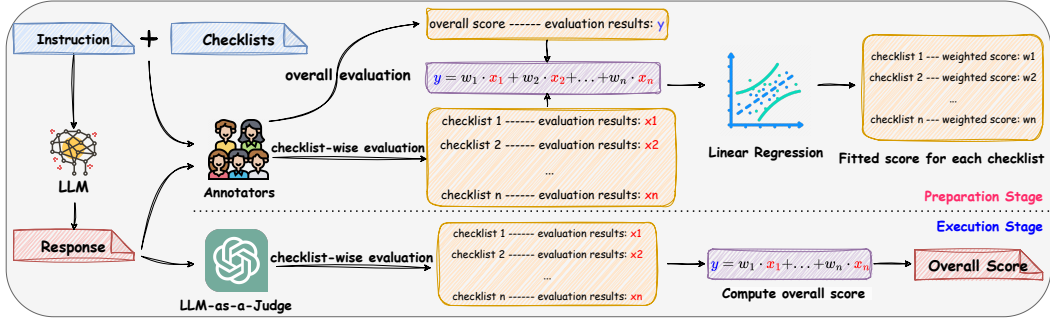 Instruction
+
Checklists
overall score ------ evaluation results: y
overall evaluation
y = w₁ · x₁ + w₂ · x₂+...+wₙ · xₙ
checklist 1 --- weighted score: w1
checklist 2 --- weighted score: w2
...
checklist n --- weighted score: wn
checklist 1 ------ evaluation results: x1
checklist 2 ------ evaluation results: x2
...
checklist n ------ evaluation results: xn
LLM
checklist-wise evaluation
Annotators
Linear Regression
Fitted score for each checklist
Preparation Stage
Execution Stage
Response
checklist-wise evaluation
LLM-as-a-Judge
checklist 1 ------ evaluation results: x1
checklist 2 ------ evaluation results: x2
...
checklist n ------ evaluation results: xn
y = w₁ · x₁+...+wₙ · xₙ
Compute overall score
Overall Score